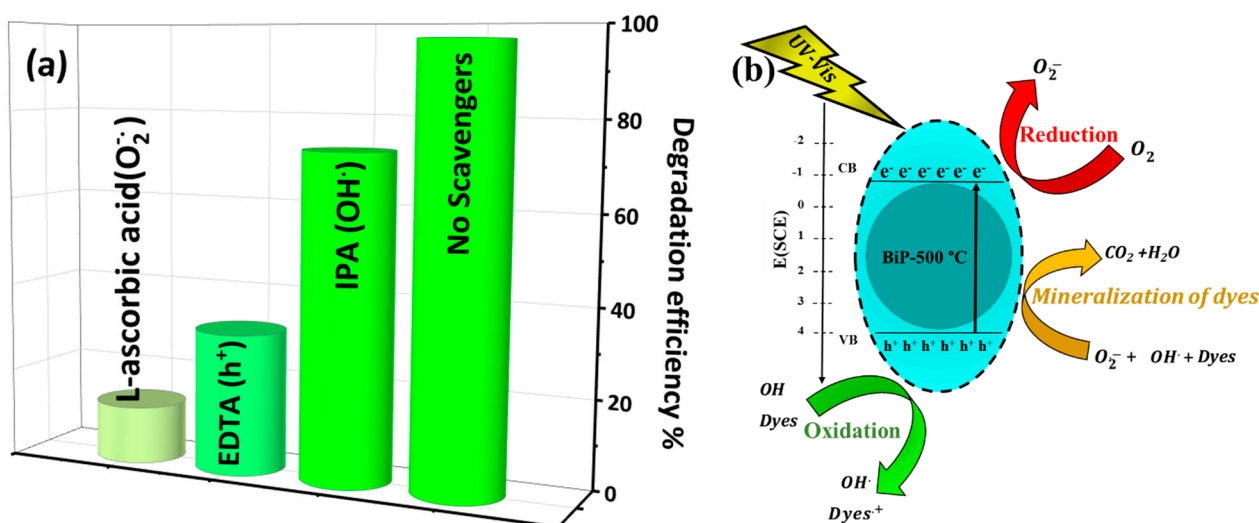 (a)
L-ascorbic acid(O₂⁻·)
EDTA (h⁺)
IPA (OH·)
No Scavengers
100
80
60
40
20
0
Degradation efficiency %
(b)
UV-Vis
E(SCE)
-2
-1
0
1
2
3
4
CB
e⁻ e⁻ e⁻ e⁻ e⁻ e⁻
BiP-500 °C
VB
h⁺ h⁺ h⁺ h⁺ h⁺ h⁺
O₂·⁻
Reduction
O₂
CO₂ +H₂O
Mineralization of dyes
O₂·⁻ + OH· + Dyes
OH
Dyes
Oxidation
OH·
Dyes·⁺